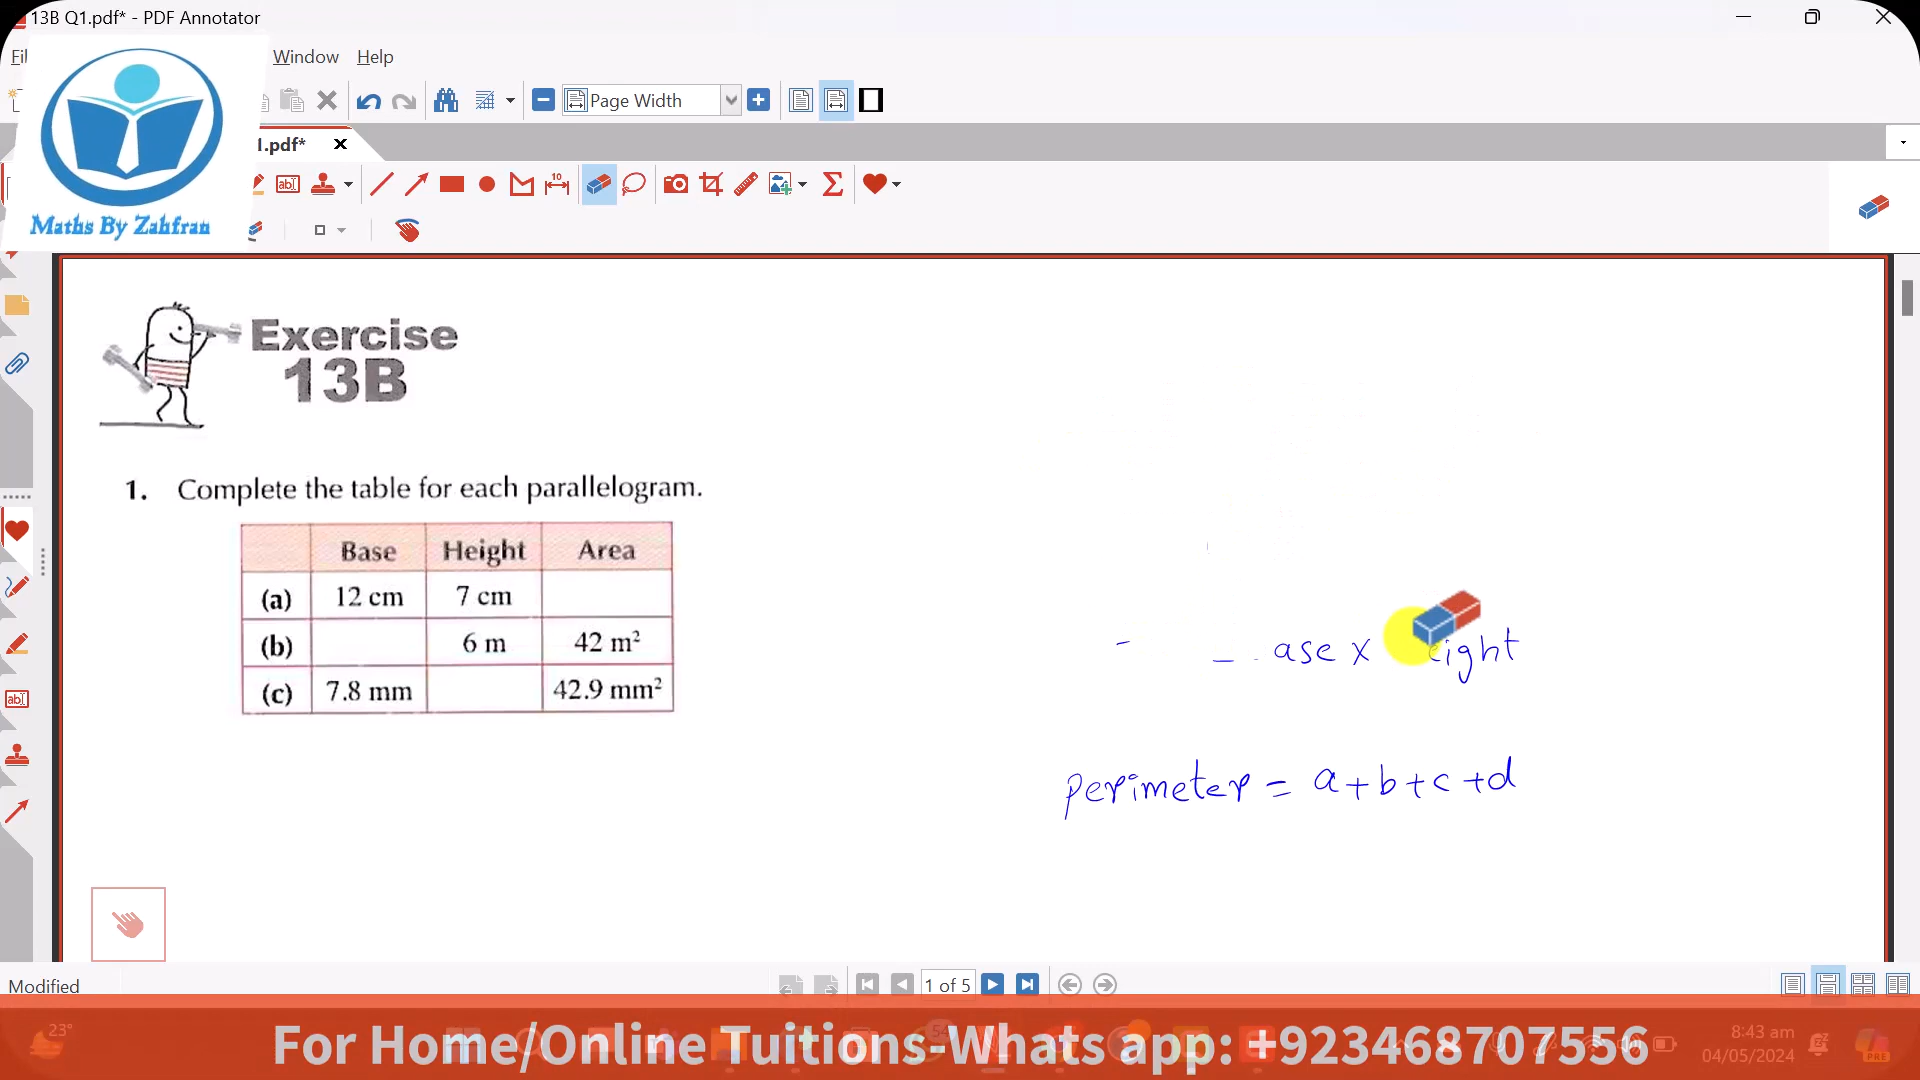 13B Q1.pdf* - PDF Annotator
Window Help
Page Width
1.pdf*
Maths By Zahfran
Exercise
13B
1. Complete the table for each parallelogram.
Base Height Area
(a) 12 cm 7 cm
(b) 6 m 42 m²
(c) 7.8 mm 42.9 mm²
ase x eight
perimeter = a+b+c+d
Modified
1 of 5
For Home/Online Tuitions-Whats app: +923468707556
23°
8:43 am
04/05/2024